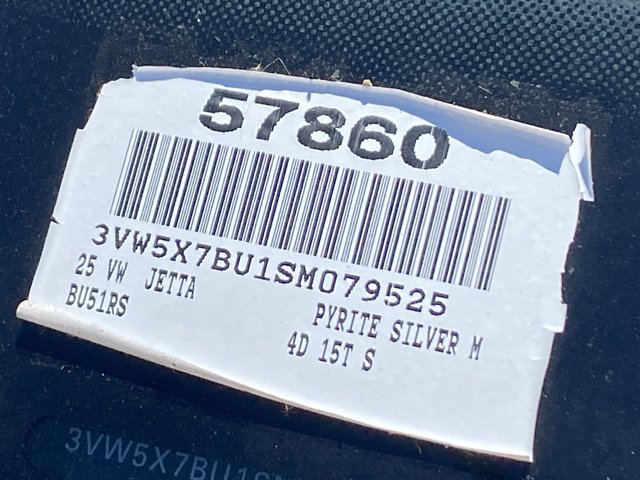 57860
3VW5X7BU1SM079525
25 VW JETTA PYRITE SILVER M
BU51RS 4D 15T S
3VW5X7BU1SM